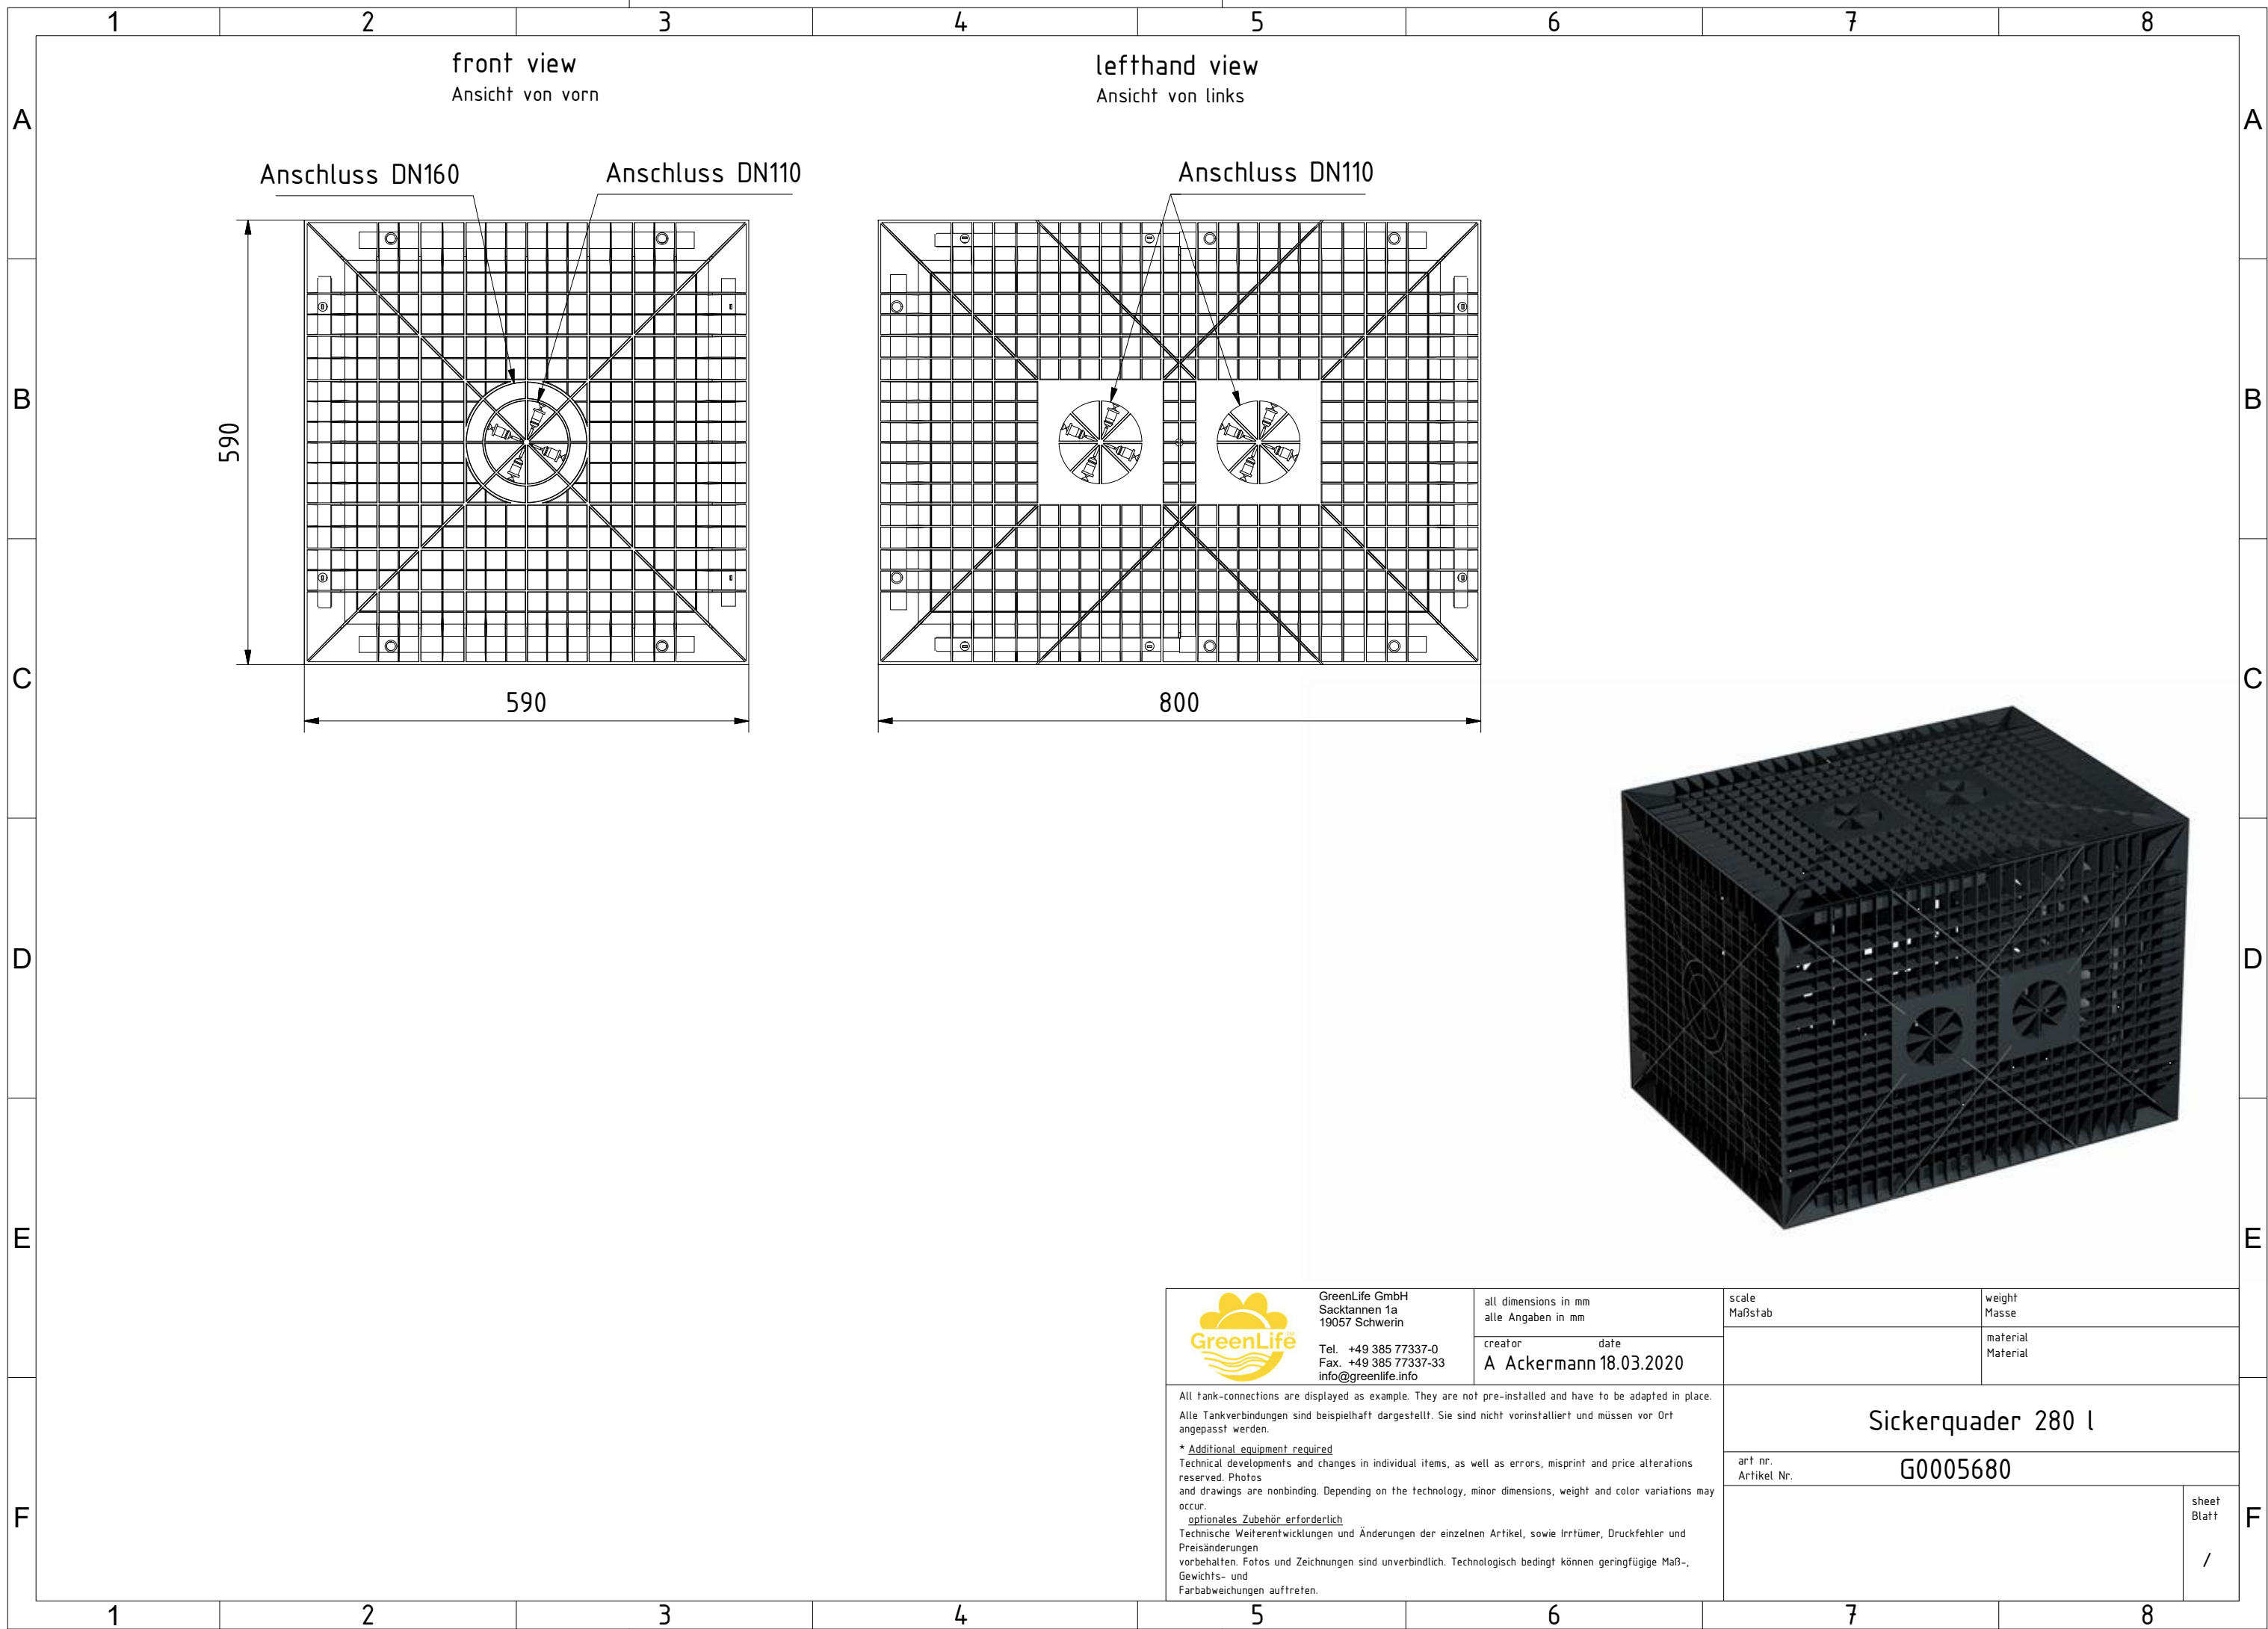 1 2 3 4 5 6 7 8
front view
Ansicht von vorn
lefthand view
Ansicht von links
A A
Anschluss DN160
Anschluss DN110
Anschluss DN110
B B
590
C C
590
800
D D
E E
GreenLife™
GreenLife GmbH
Sacktannen 1a
19057 Schwerin
Tel. +49 385 77337-0
Fax. +49 385 77337-33
info@greenlife.info
all dimensions in mm
alle Angaben in mm
creator date
A Ackermann 18.03.2020
scale
Maßstab
weight
Masse
material
Material
All tank-connections are displayed as example. They are not pre-installed and have to be adapted in place.
Alle Tankverbindungen sind beispielhaft dargestellt. Sie sind nicht vorinstalliert und müssen vor Ort
angepasst werden.
* Additional equipment required
Technical developments and changes in individual items, as well as errors, misprint and price alterations
reserved. Photos
and drawings are nonbinding. Depending on the technology, minor dimensions, weight and color variations may
occur.
optionales Zubehör erforderlich
Technische Weiterentwicklungen und Änderungen der einzelnen Artikel, sowie Irrtümer, Druckfehler und
Preisänderungen
vorbehalten. Fotos und Zeichnungen sind unverbindlich. Technologisch bedingt können geringfügige Maß-,
Gewichts- und
Farbabweichungen auftreten.
Sickerquader 280 l
art nr.
Artikel Nr.
G0005680
sheet
Blatt
/
F F
1 2 3 4 5 6 7 8